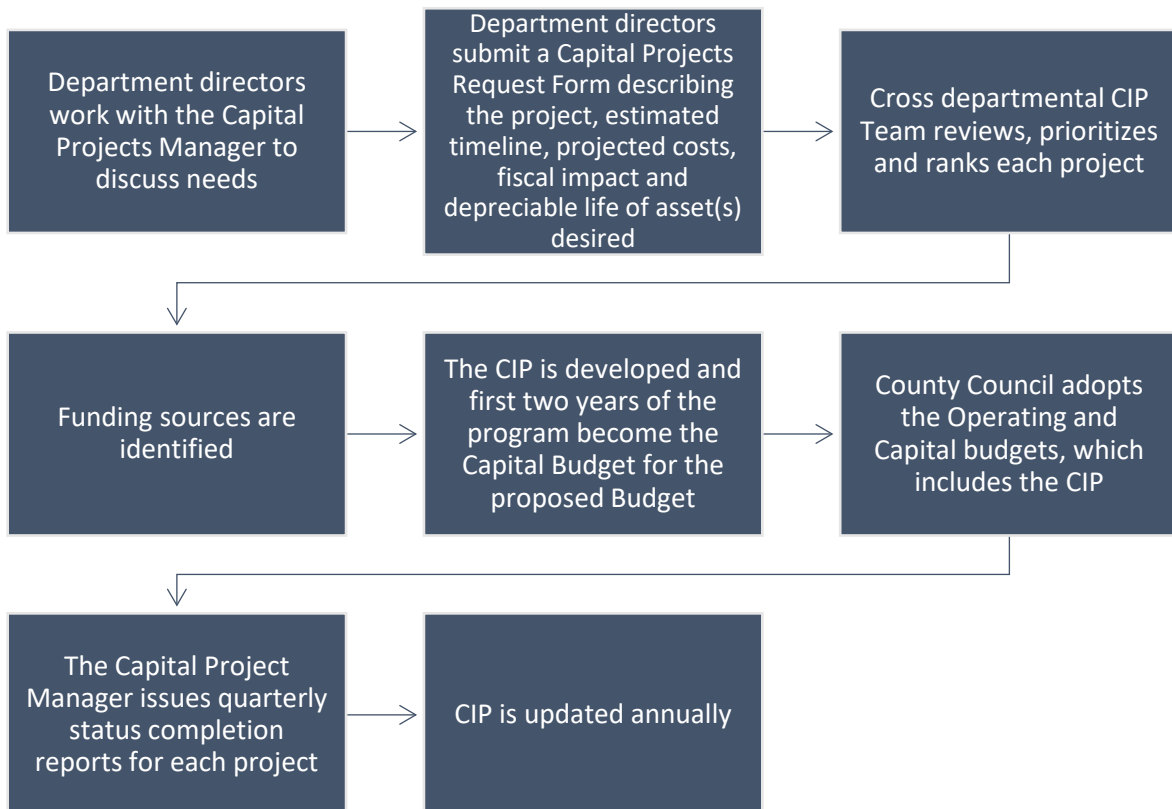 Department directors
work with the Capital
Projects Manager to
discuss needs
Department directors
submit a Capital Projects
Request Form describing
the project, estimated
timeline, projected costs,
fiscal impact and
depreciable life of asset(s)
desired
Cross departmental CIP
Team reviews, prioritizes
and ranks each project
Funding sources are
identified
The CIP is developed and
first two years of the
program become the
Capital Budget for the
proposed Budget
County Council adopts
the Operating and
Capital budgets, which
includes the CIP
The Capital Project
Manager issues quarterly
status completion
reports for each project
CIP is updated annually